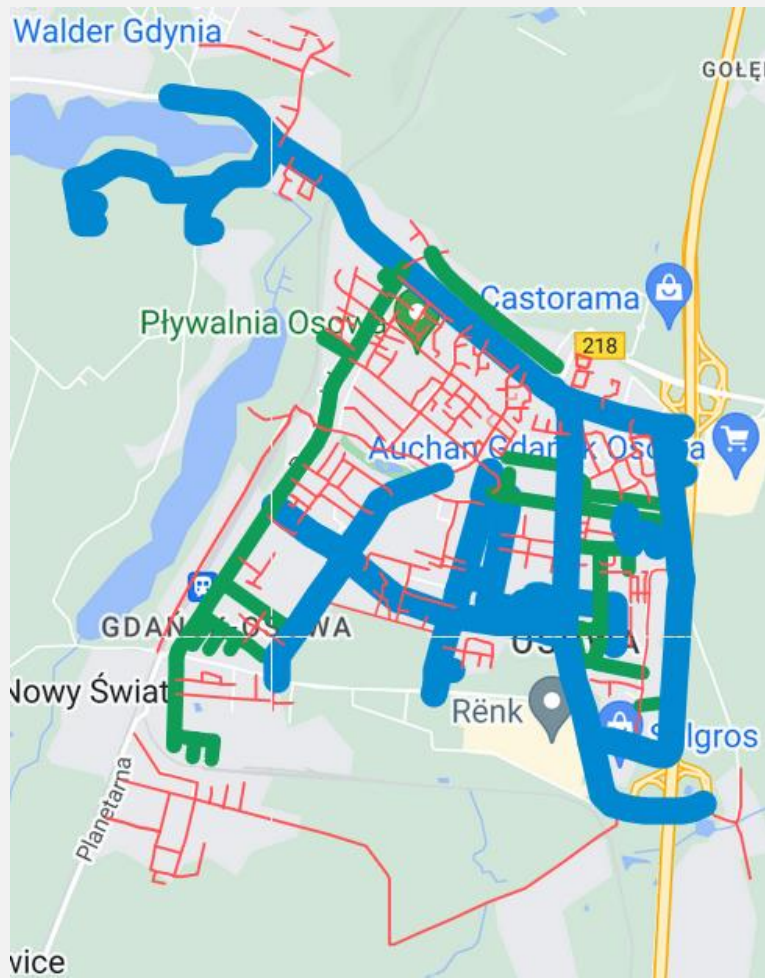 Walder Gdynia
GOŁĘ
Castorama
Pływalnia Osowa
218
Auchan Gdańsk Osowa
GDAŃSK-OSOWA
OSOWA
Nowy Świat
Rënk
Selgros
Planetarna
wice